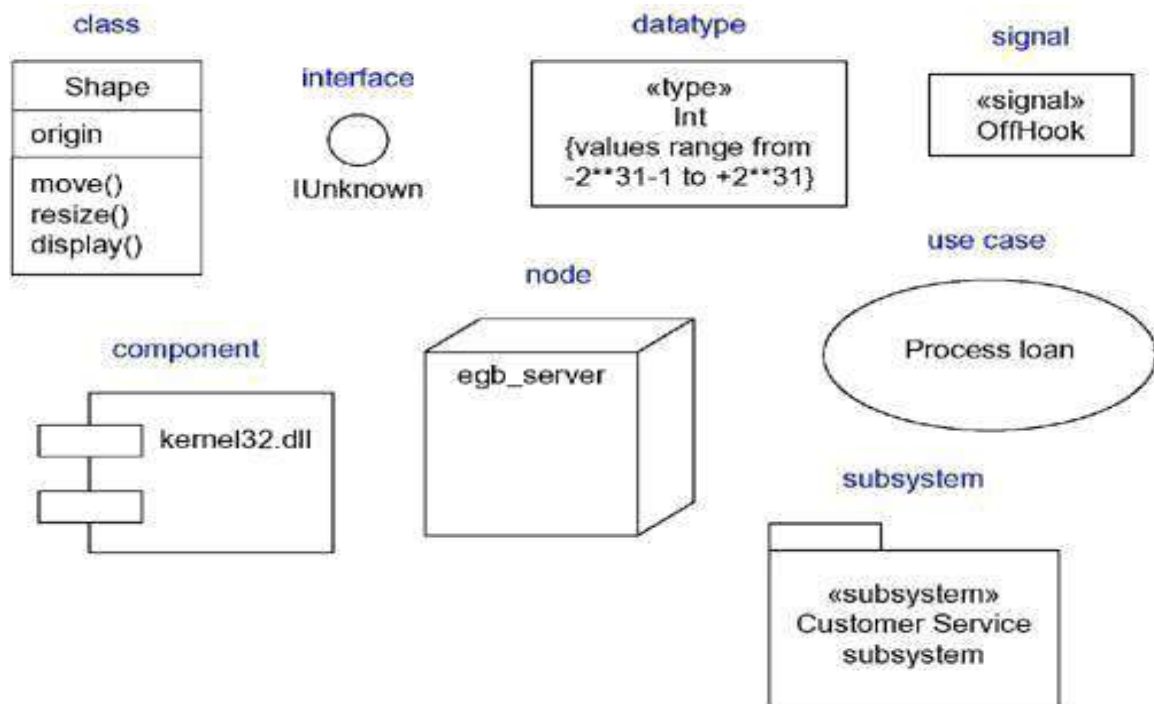 class
Shape
origin
move()
resize()
display()
interface
IUnknown
datatype
«type»
Int
{values range from
-2**31-1 to +2**31}
signal
«signal»
OffHook
use case
Process loan
node
egb_server
component
kernel32.dll
subsystem
«subsystem»
Customer Service
subsystem